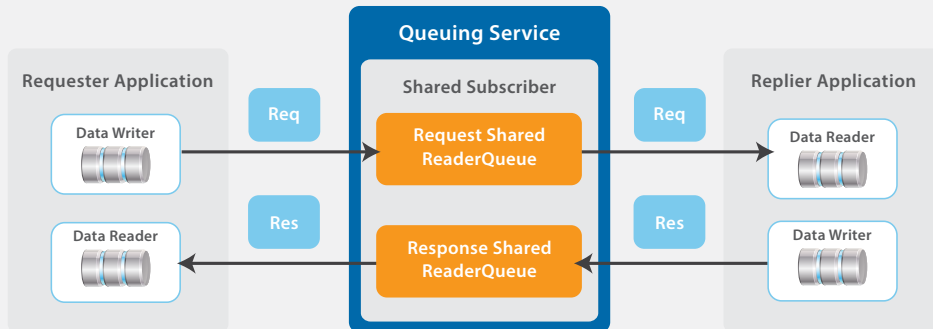 Queuing Service
Requester Application
Shared Subscriber
Replier Application
Data Writer
Req
Request Shared
ReaderQueue
Req
Data Reader
Data Reader
Res
Response Shared
ReaderQueue
Res
Data Writer